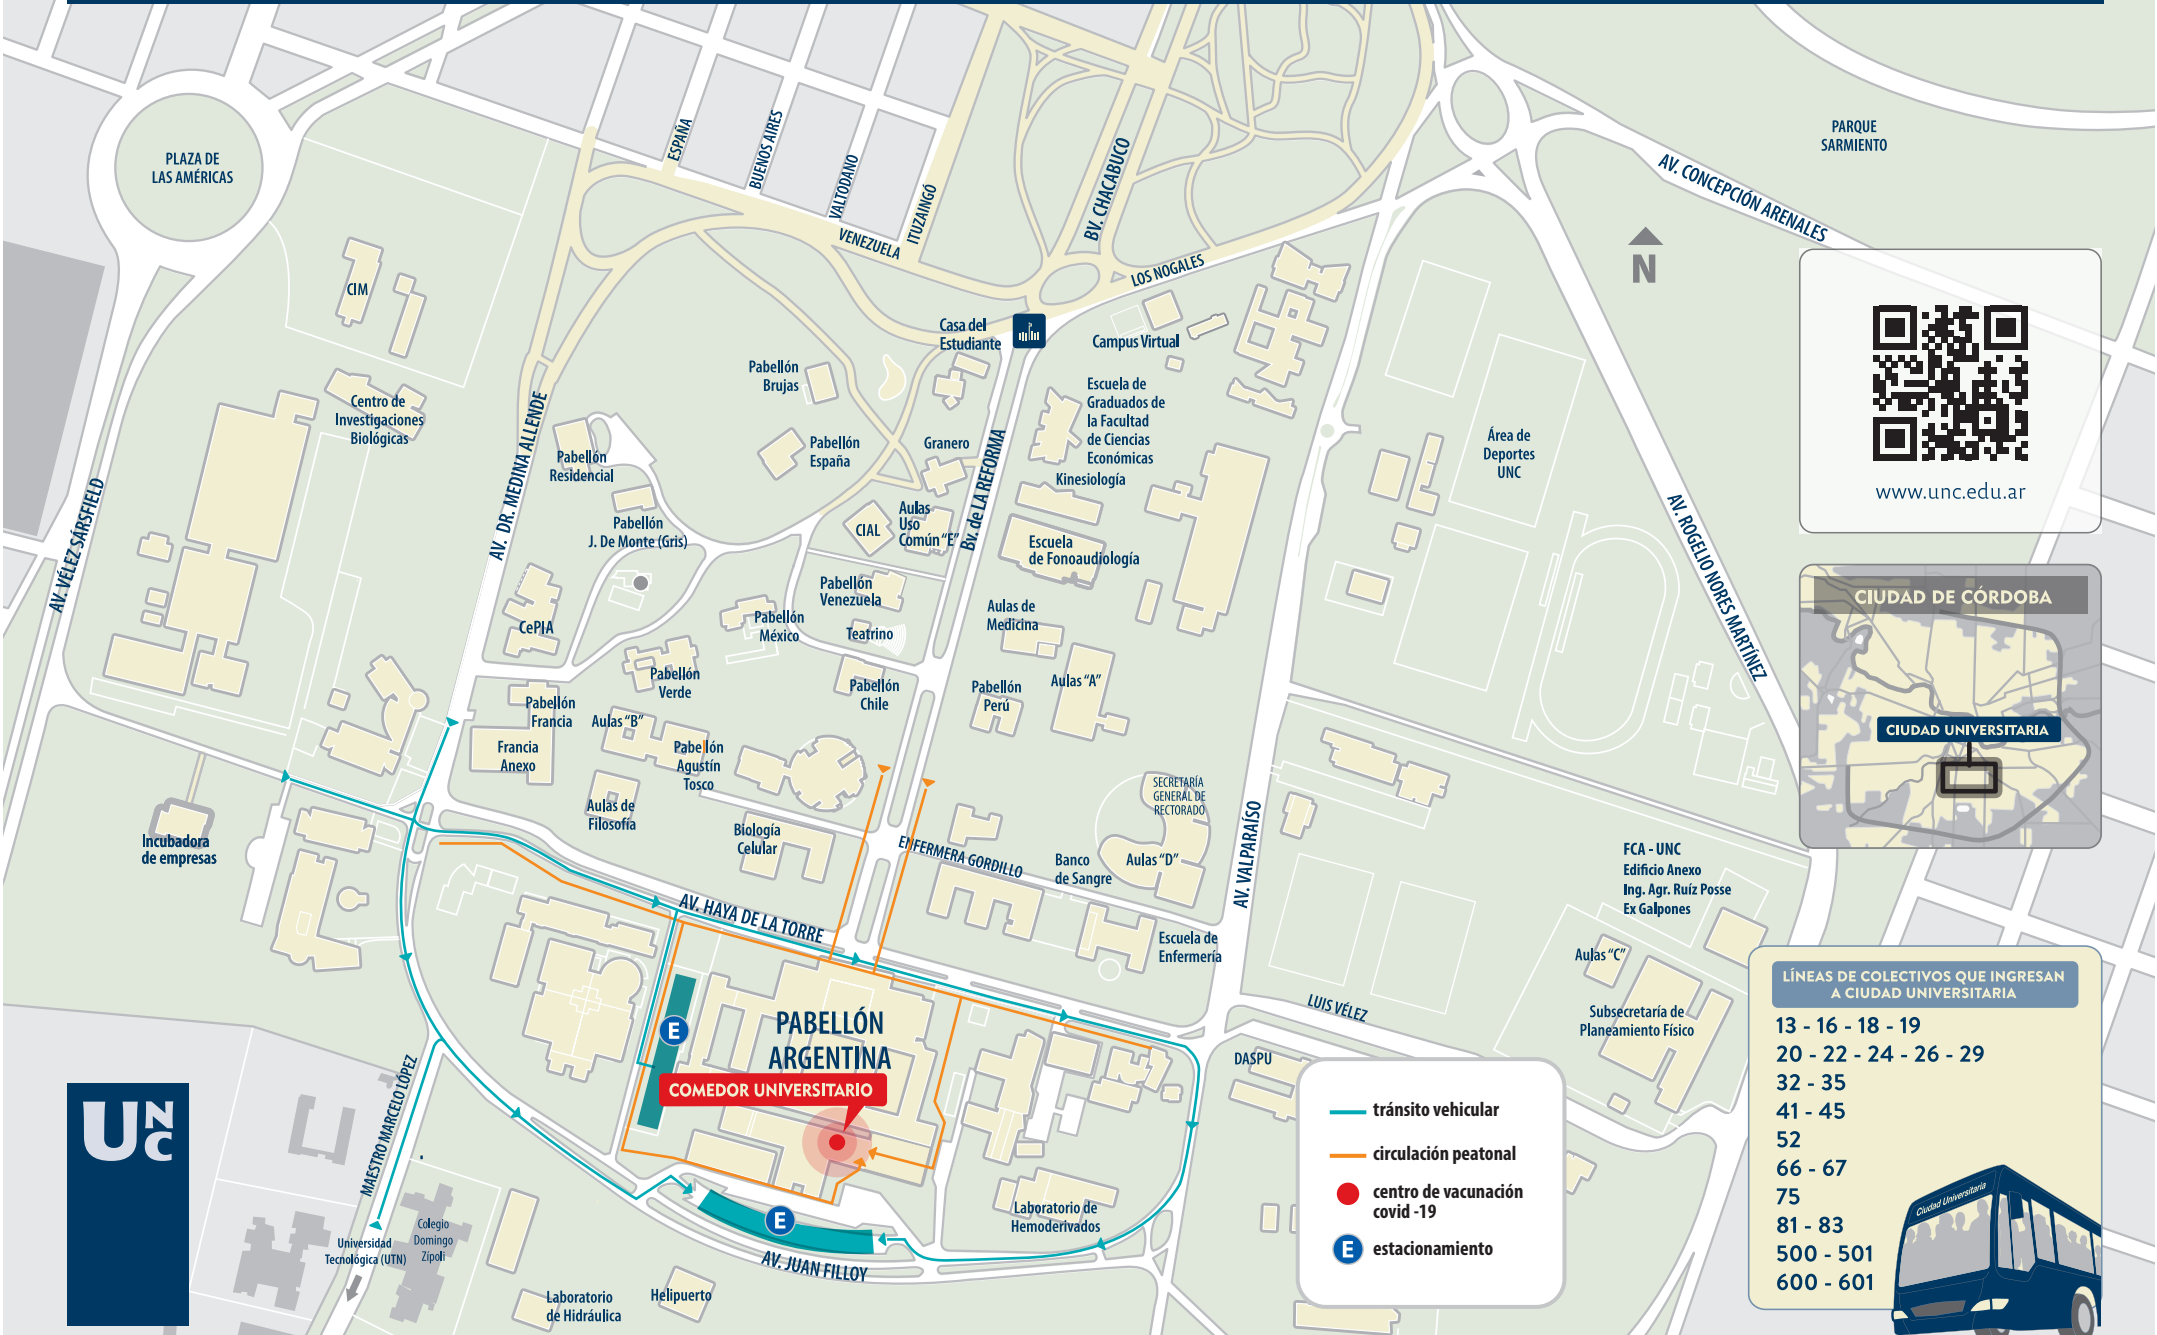 PLAZA DE
LAS AMÉRICAS
ESPAÑA
BUENOS AIRES
VALTODANO
ITUZAINGÓ
VENEZUELA
BV. CHACABUCO
LOS NOGALES
AV. CONCEPCIÓN ARENALES
PARQUE
SARMIENTO
N
www.unc.edu.ar
CIUDAD DE CÓRDOBA
CIUDAD UNIVERSITARIA
CIM
Centro de
Investigaciones
Biológicas
AV. VÉLEZ SÁRSFIELD
AV. DR. MEDINA ALLENDE
Casa del
Estudiante
Campus Virtual
Pabellón
Brujas
Pabellón
España
Granero
Bv. de LA REFORMA
Escuela de
Graduados de
la Facultad
de Ciencias
Económicas
Kinesiología
Escuela
de Fonoaudiología
Área de
Deportes
UNC
AV. ROGELIO NORES MARTÍNEZ
Pabellón
Residencial
Pabellón
J. De Monte (Gris)
CIAL
Aulas
Uso
Común "E"
Pabellón
Venezuela
Teatrino
Pabellón
México
CePIA
Pabellón
Verde
Pabellón
Chile
Aulas de
Medicina
Aulas "A"
Pabellón
Perú
Pabellón
Francia
Francia
Anexo
Aulas "B"
Pabellón
Agustín
Tosco
Aulas de
Filosofía
Biología
Celular
Incubadora
de empresas
SECRETARÍA
GENERAL DE
RECTORADO
Aulas "D"
Banco
de Sangre
ENFERMERA GORDILLO
AV. VALPARAÍSO
Escuela de
Enfermería
AV. HAYA DE LA TORRE
LUIS VÉLEZ
FCA - UNC
Edificio Anexo
Ing. Agr. Ruíz Posse
Ex Galpones
Aulas "C"
Subsecretaría de
Planeamiento Físico
PABELLÓN
ARGENTINA
E
COMEDOR UNIVERSITARIO
E
DASPU
Laboratorio de
Hemoderivados
AV. JUAN FILLOY
MAESTRO MARCELO LÓPEZ
Universidad
Tecnológica (UTN)
Colegio
Domingo
Zípoli
Laboratorio
de Hidráulica
Helipuerto
UNC
tránsito vehicular
circulación peatonal
centro de vacunación
covid -19
E estacionamiento
LÍNEAS DE COLECTIVOS QUE INGRESAN
A CIUDAD UNIVERSITARIA
13 - 16 - 18 - 19
20 - 22 - 24 - 26 - 29
32 - 35
41 - 45
52
66 - 67
75
81 - 83
500 - 501
600 - 601
Ciudad Universitaria